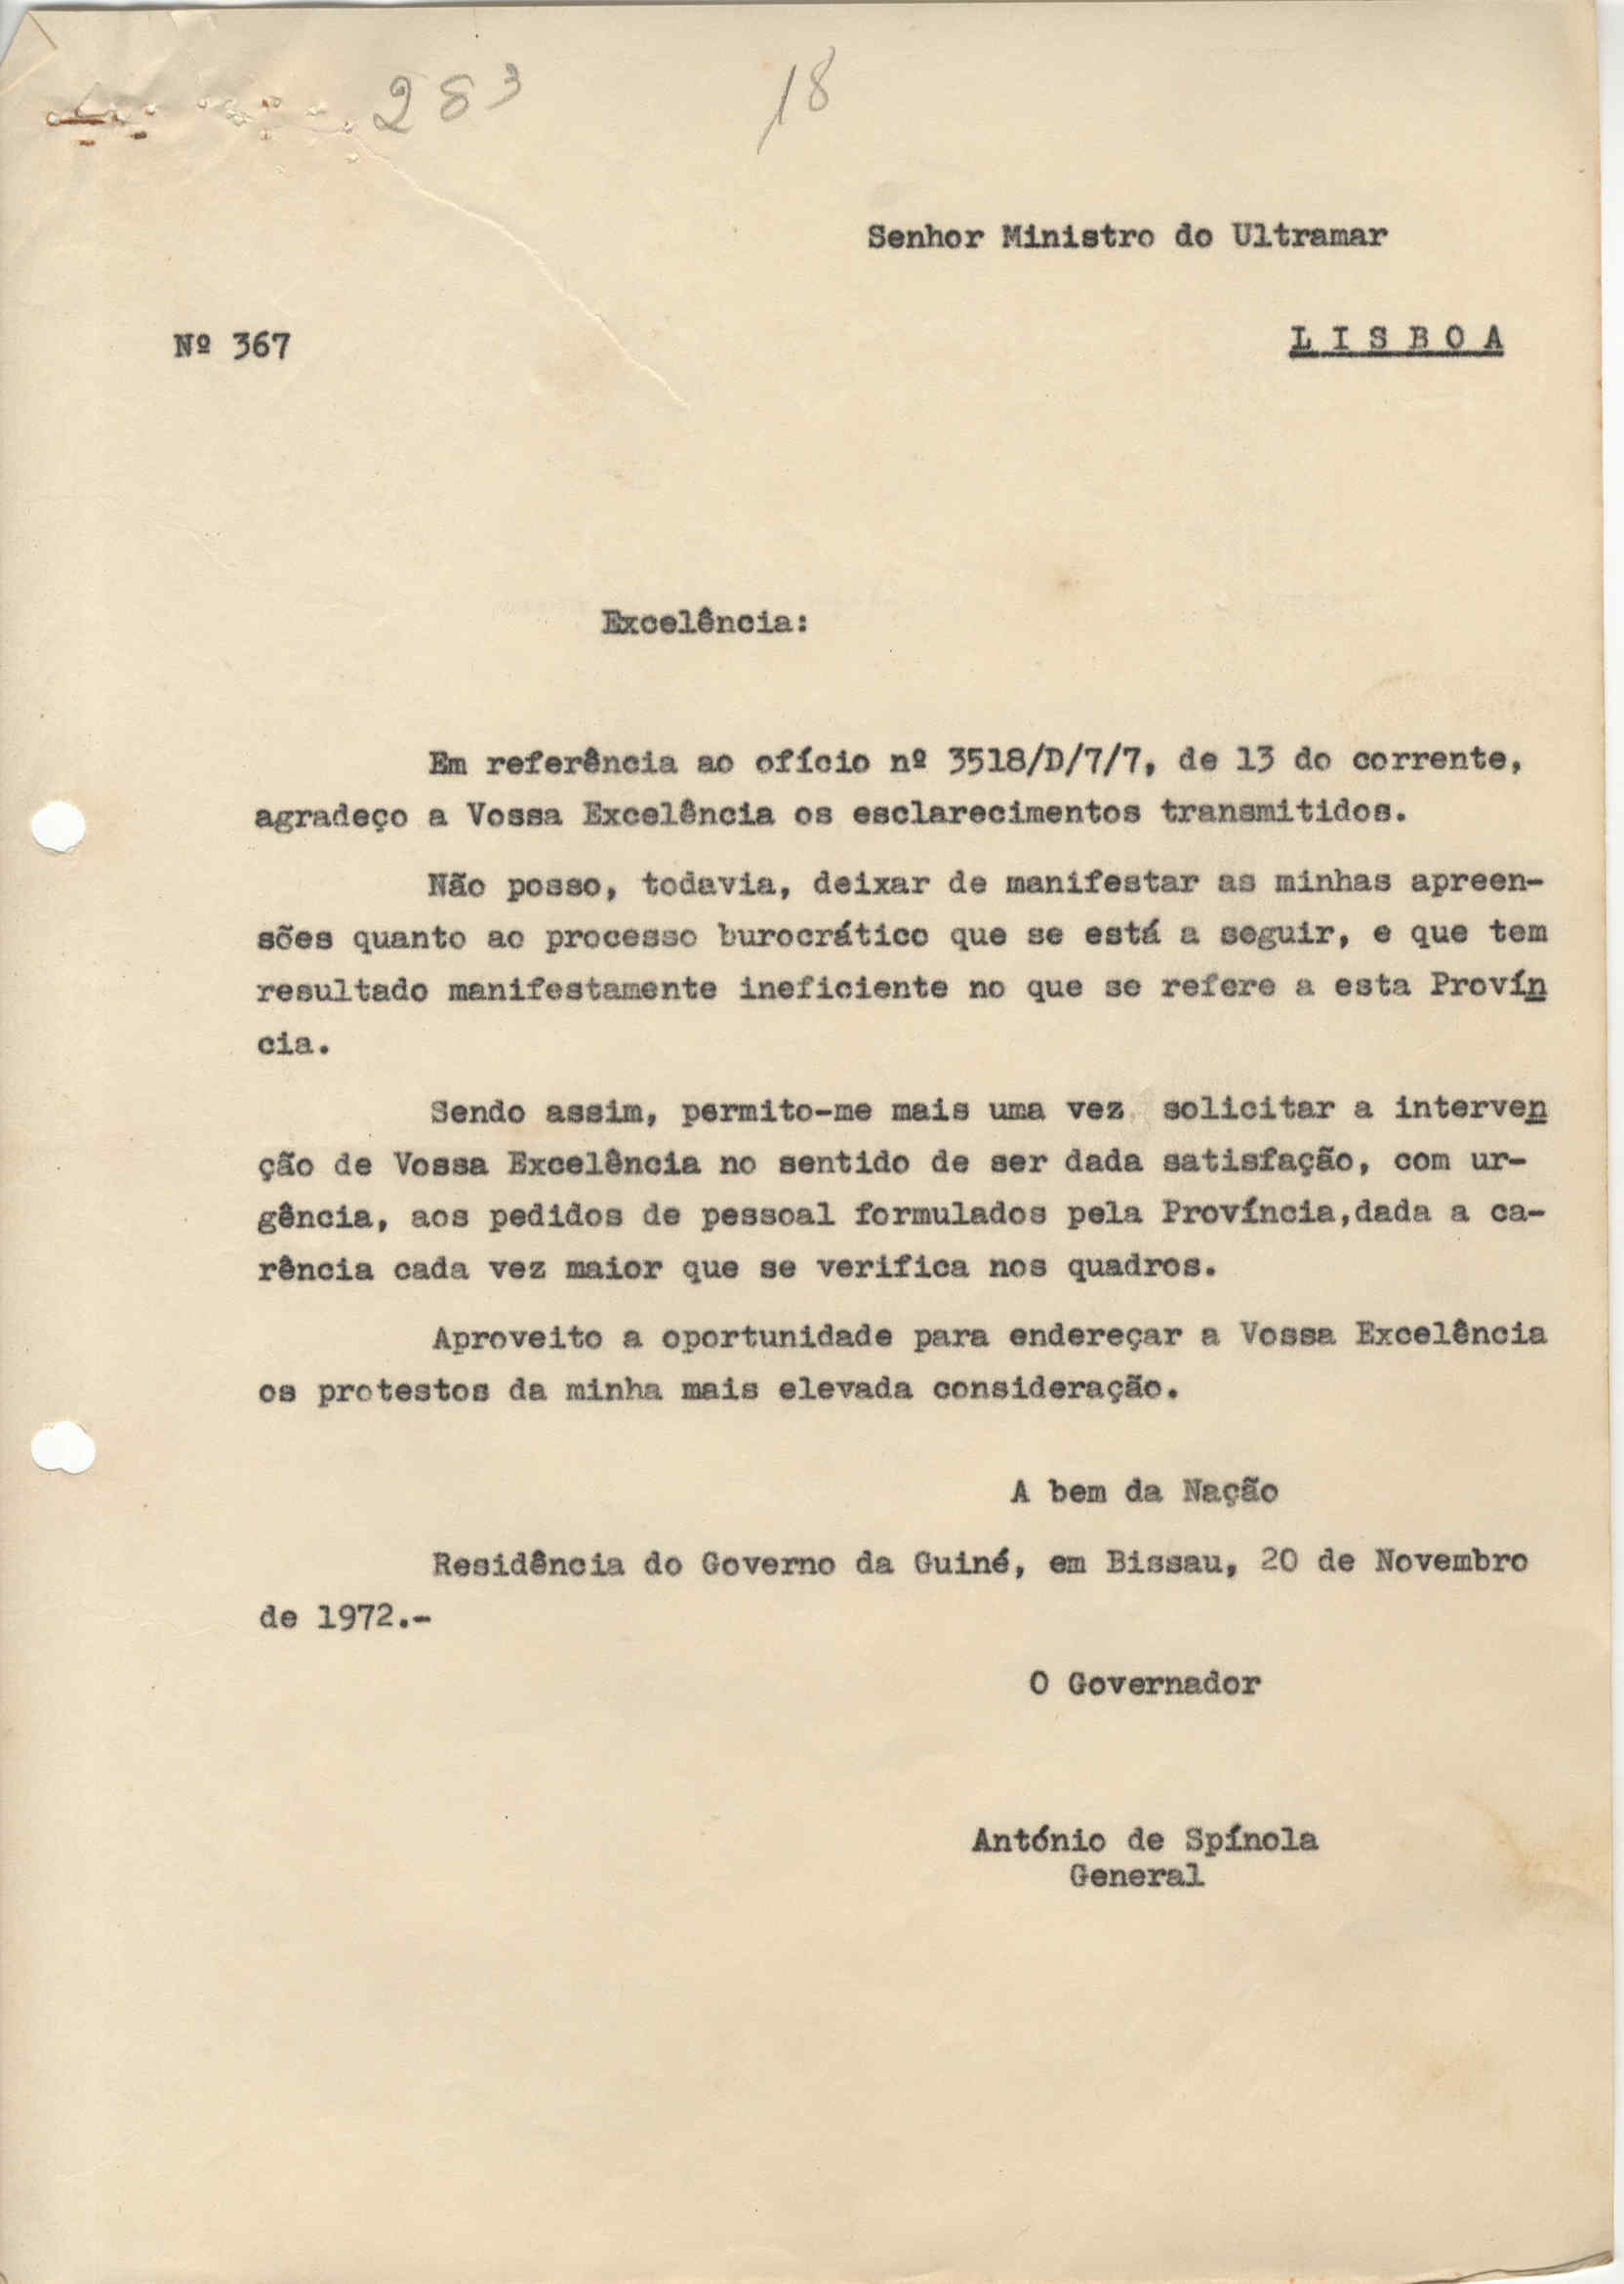 283 18
Senhor Ministro do Ultramar
Nº 367
LISBOA
Excelência:
Em referência ao ofício nº 3518/D/7/7, de 13 do corrente,
agradeço a Vossa Excelência os esclarecimentos transmitidos.
Não posso, todavia, deixar de manifestar as minhas apreen-
sões quanto ao processo burocrático que se está a seguir, e que tem
resultado manifestamente ineficiente no que se refere a esta Provín
cia.
Sendo assim, permito-me mais uma vez solicitar a interven
ção de Vossa Excelência no sentido de ser dada satisfação, com ur-
gência, aos pedidos de pessoal formulados pela Província,dada a ca-
rência cada vez maior que se verifica nos quadros.
Aproveito a oportunidade para endereçar a Vossa Excelência
os protestos da minha mais elevada consideração.
A bem da Nação
Residência do Governo da Guiné, em Bissau, 20 de Novembro
de 1972.-
O Governador
António de Spínola
General